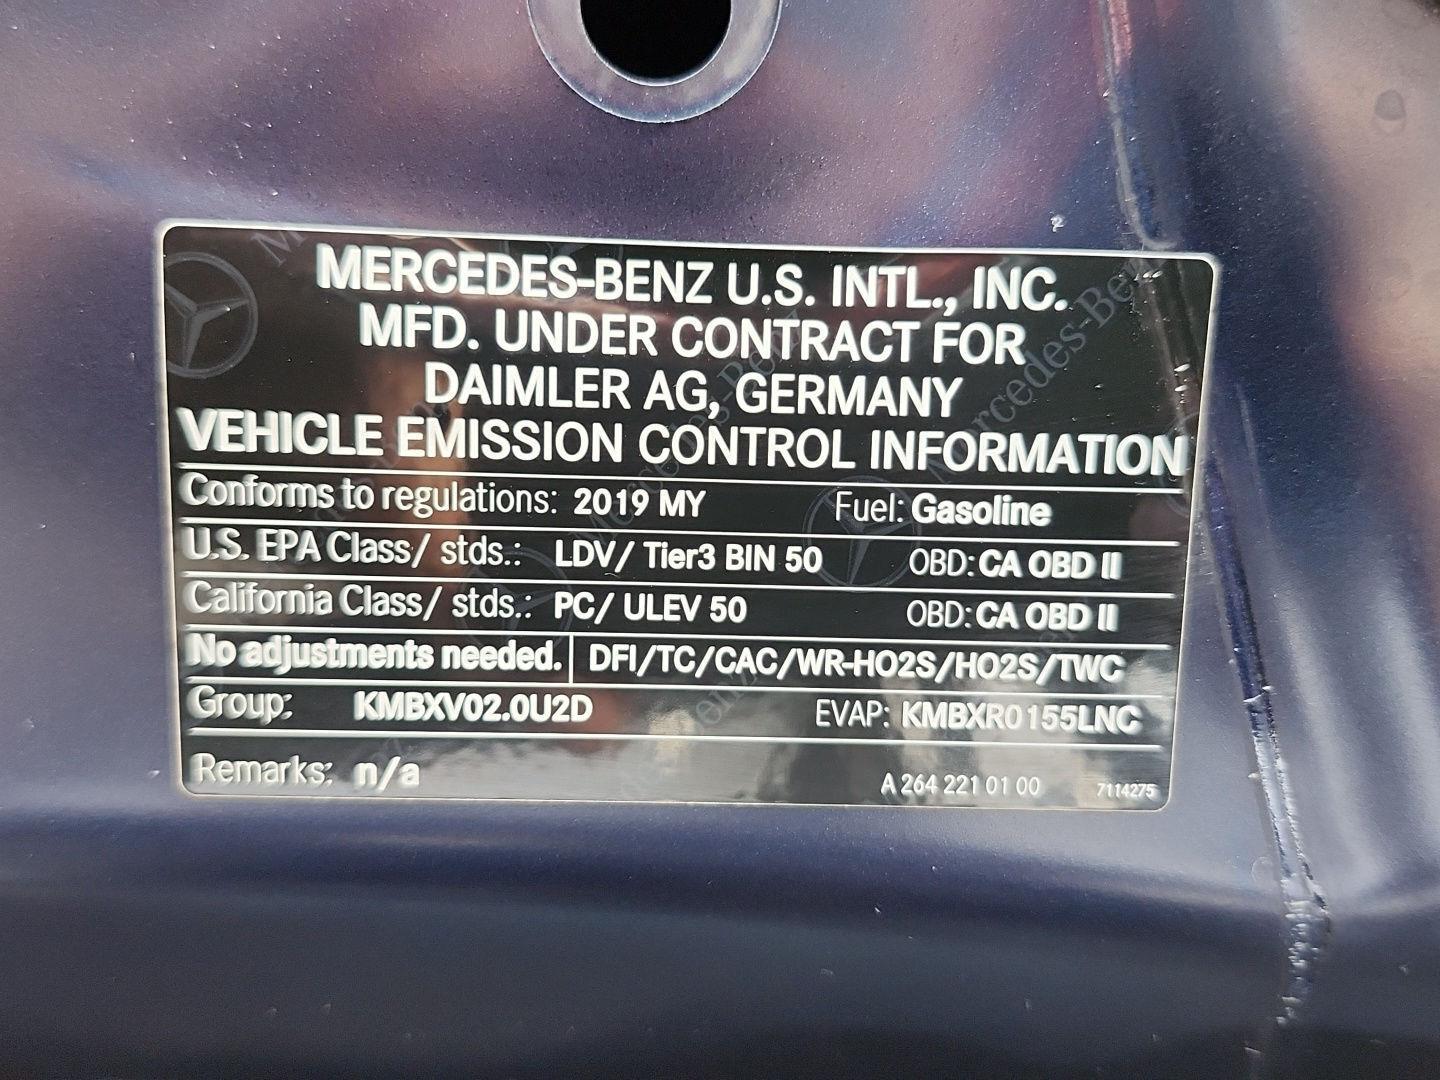 MERCEDES-BENZ U.S. INTL., INC.
MFD. UNDER CONTRACT FOR
DAIMLER AG, GERMANY
VEHICLE EMISSION CONTROL INFORMATION
Conforms to regulations: 2019 MY Fuel: Gasoline
U.S. EPA Class/ stds.: LDV/ Tier3 BIN 50 OBD: CA OBD II
California Class/ stds.: PC/ ULEV 50 OBD: CA OBD II
No adjustments needed. DFI/TC/CAC/WR-HO2S/HO2S/TWC
Group: KMBXV02.0U2D EVAP: KMBXR0155LNC
Remarks: n/a A 264 221 01 00 7114275